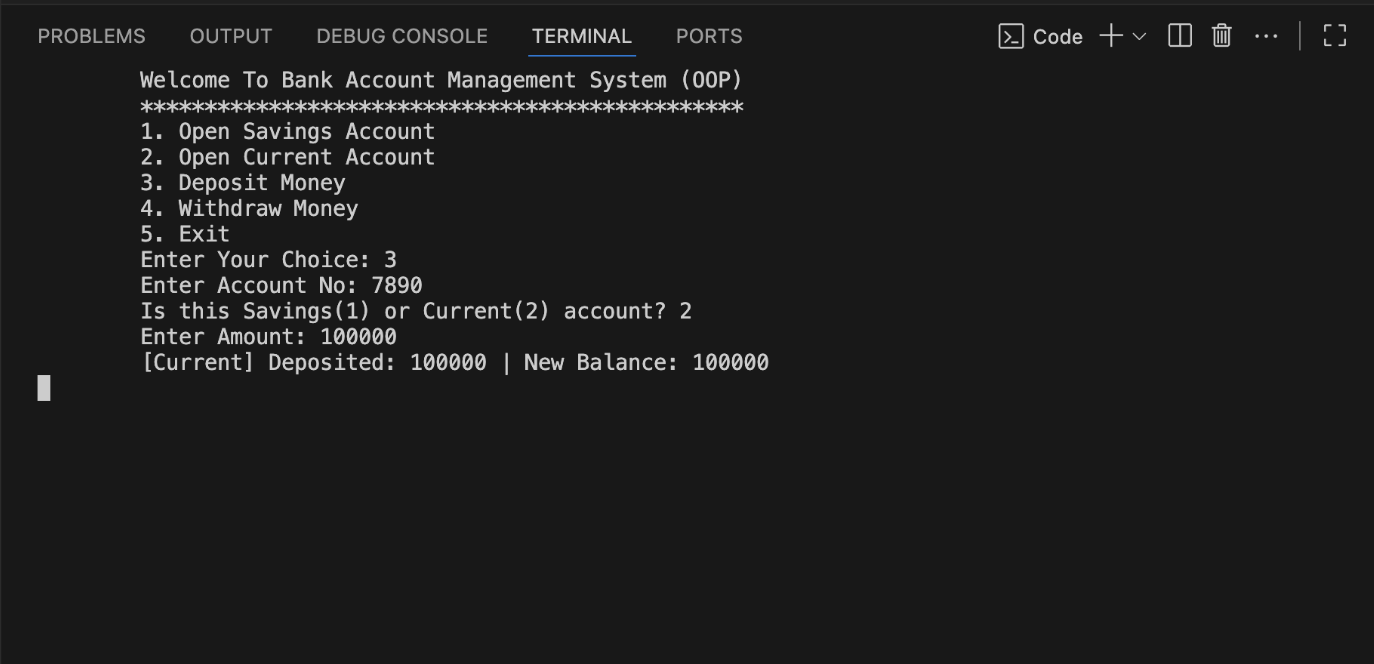 PROBLEMS OUTPUT DEBUG CONSOLE TERMINAL PORTS Code
Welcome To Bank Account Management System (OOP)
***********************************************
1. Open Savings Account
2. Open Current Account
3. Deposit Money
4. Withdraw Money
5. Exit
Enter Your Choice: 3
Enter Account No: 7890
Is this Savings(1) or Current(2) account? 2
Enter Amount: 100000
[Current] Deposited: 100000 | New Balance: 100000